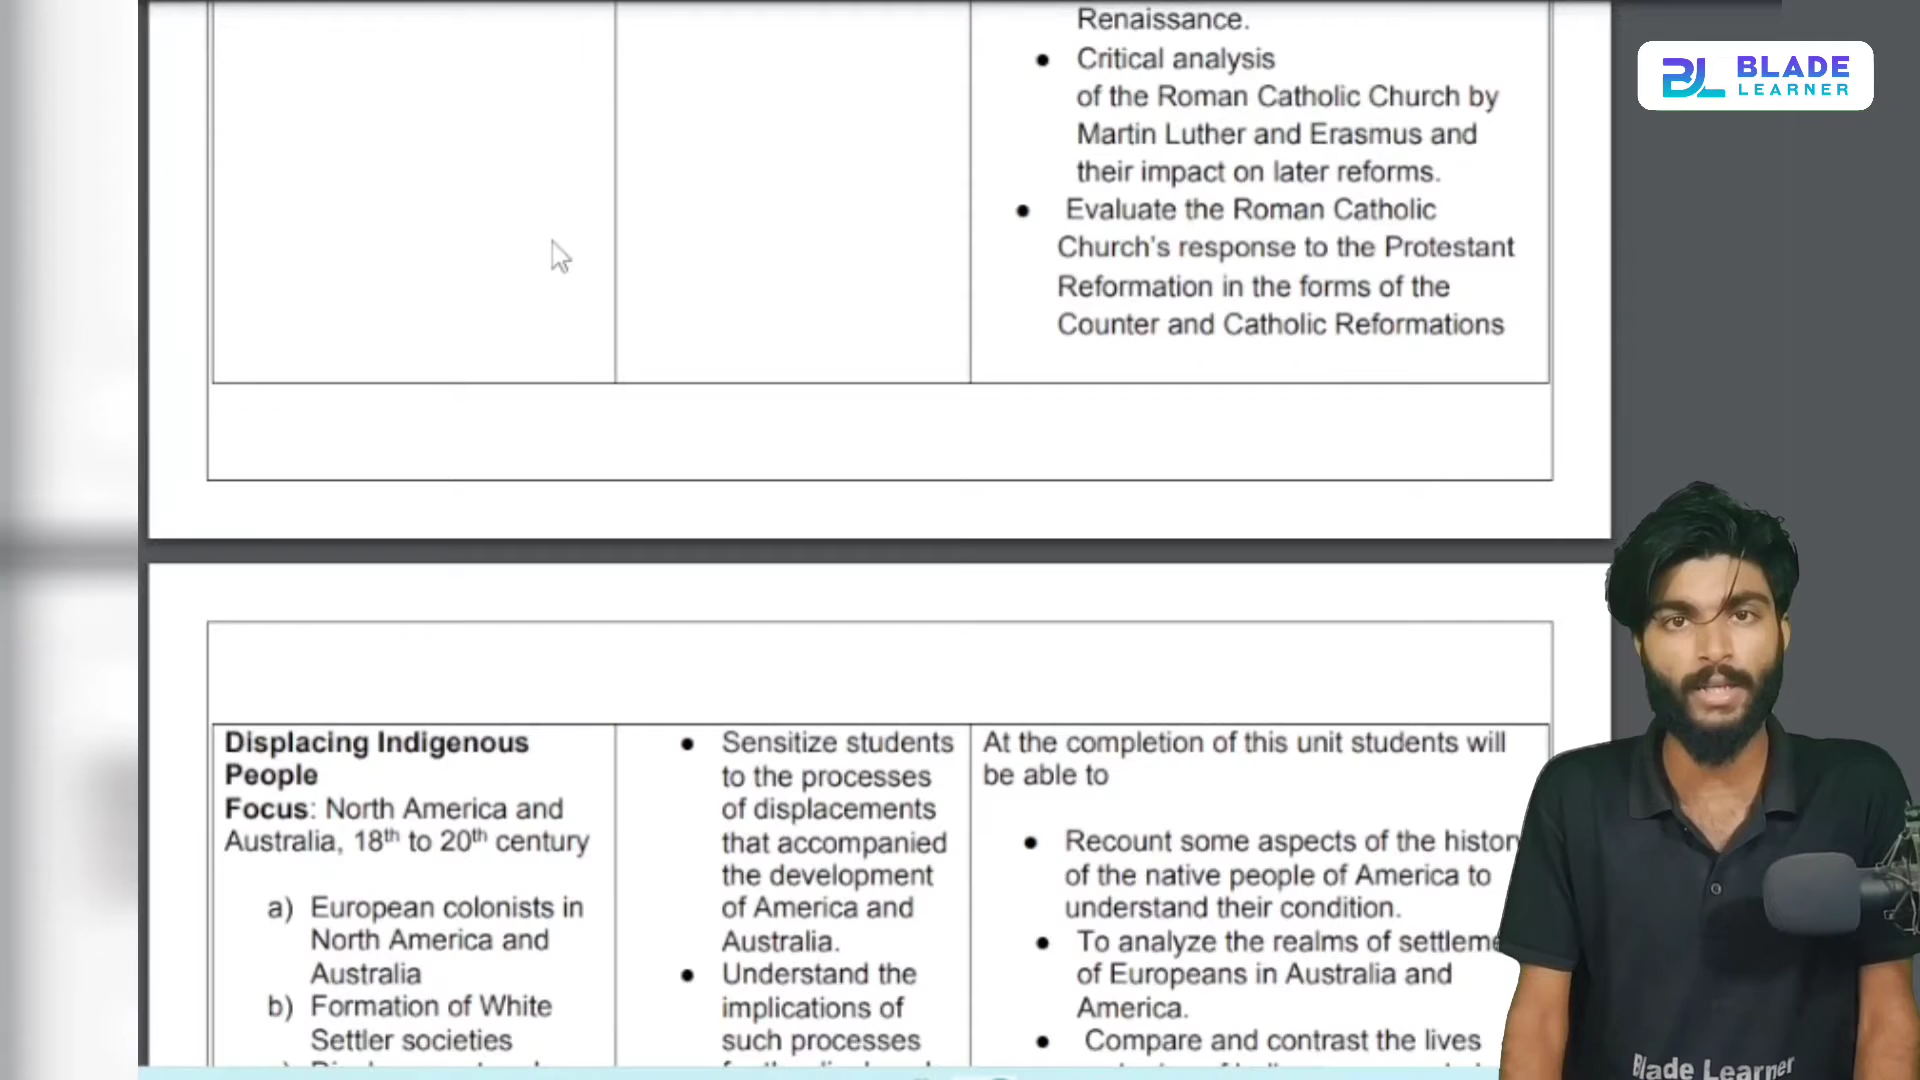 Renaissance.
● Critical analysis
of the Roman Catholic Church by
Martin Luther and Erasmus and
their impact on later reforms.
● Evaluate the Roman Catholic
Church's response to the Protestant
Reformation in the forms of the
Counter and Catholic Reformations
BLADE
LEARNER
Displacing Indigenous
People
Focus: North America and
Australia, 18th to 20th century
a) European colonists in
North America and
Australia
b) Formation of White
Settler societies
● Sensitize students
to the processes
of displacements
that accompanied
the development
of America and
Australia.
● Understand the
implications of
such processes
At the completion of this unit students will
be able to
● Recount some aspects of the histor
of the native people of America to
understand their condition.
● To analyze the realms of settleme
of Europeans in Australia and
America.
● Compare and contrast the lives
Blade Learner